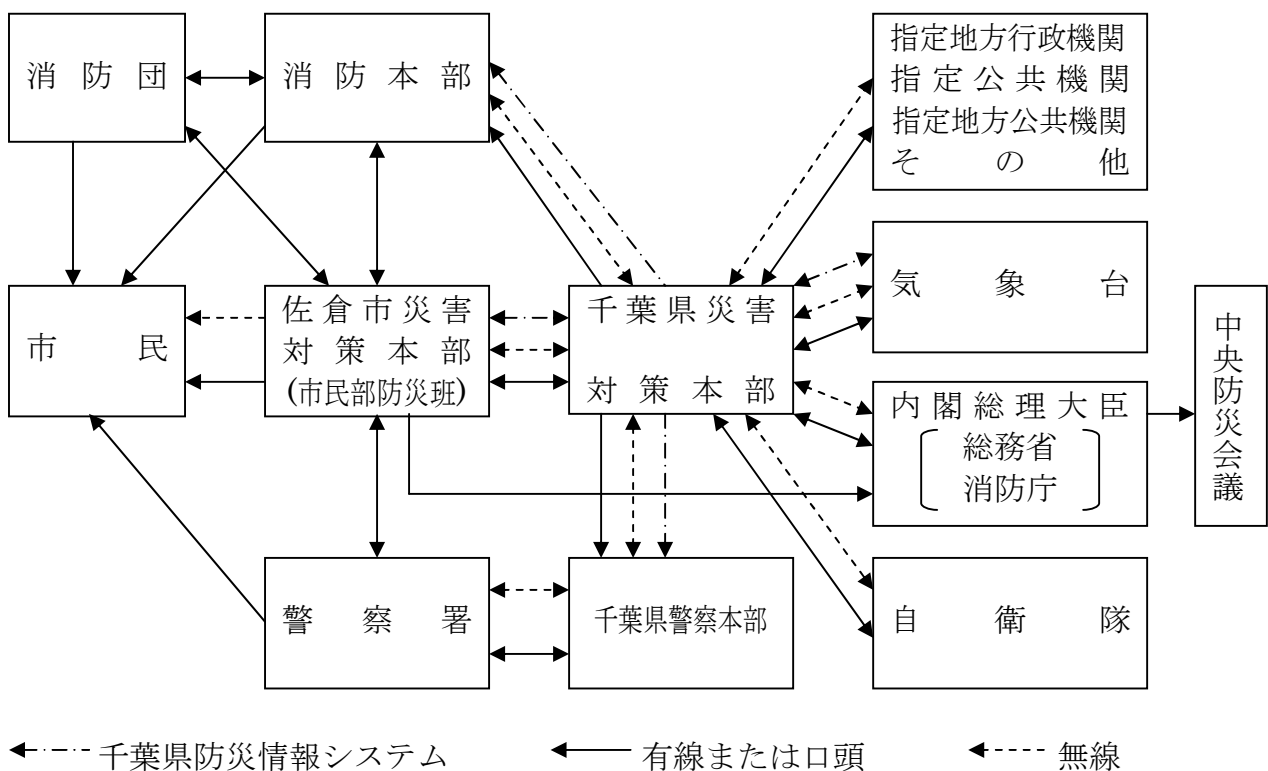 消防団
消防本部
指定地方行政機関
指定公共機関
指定地方公共機関
その他
気象台
市民
佐倉市災害
対策本部
(市民部防災班)
千葉県災害
対策本部
中央防災会議
内閣総理大臣
総務省
消防庁
警察署
千葉県警察本部
自衛隊
千葉県防災情報システム
有線または口頭
無線